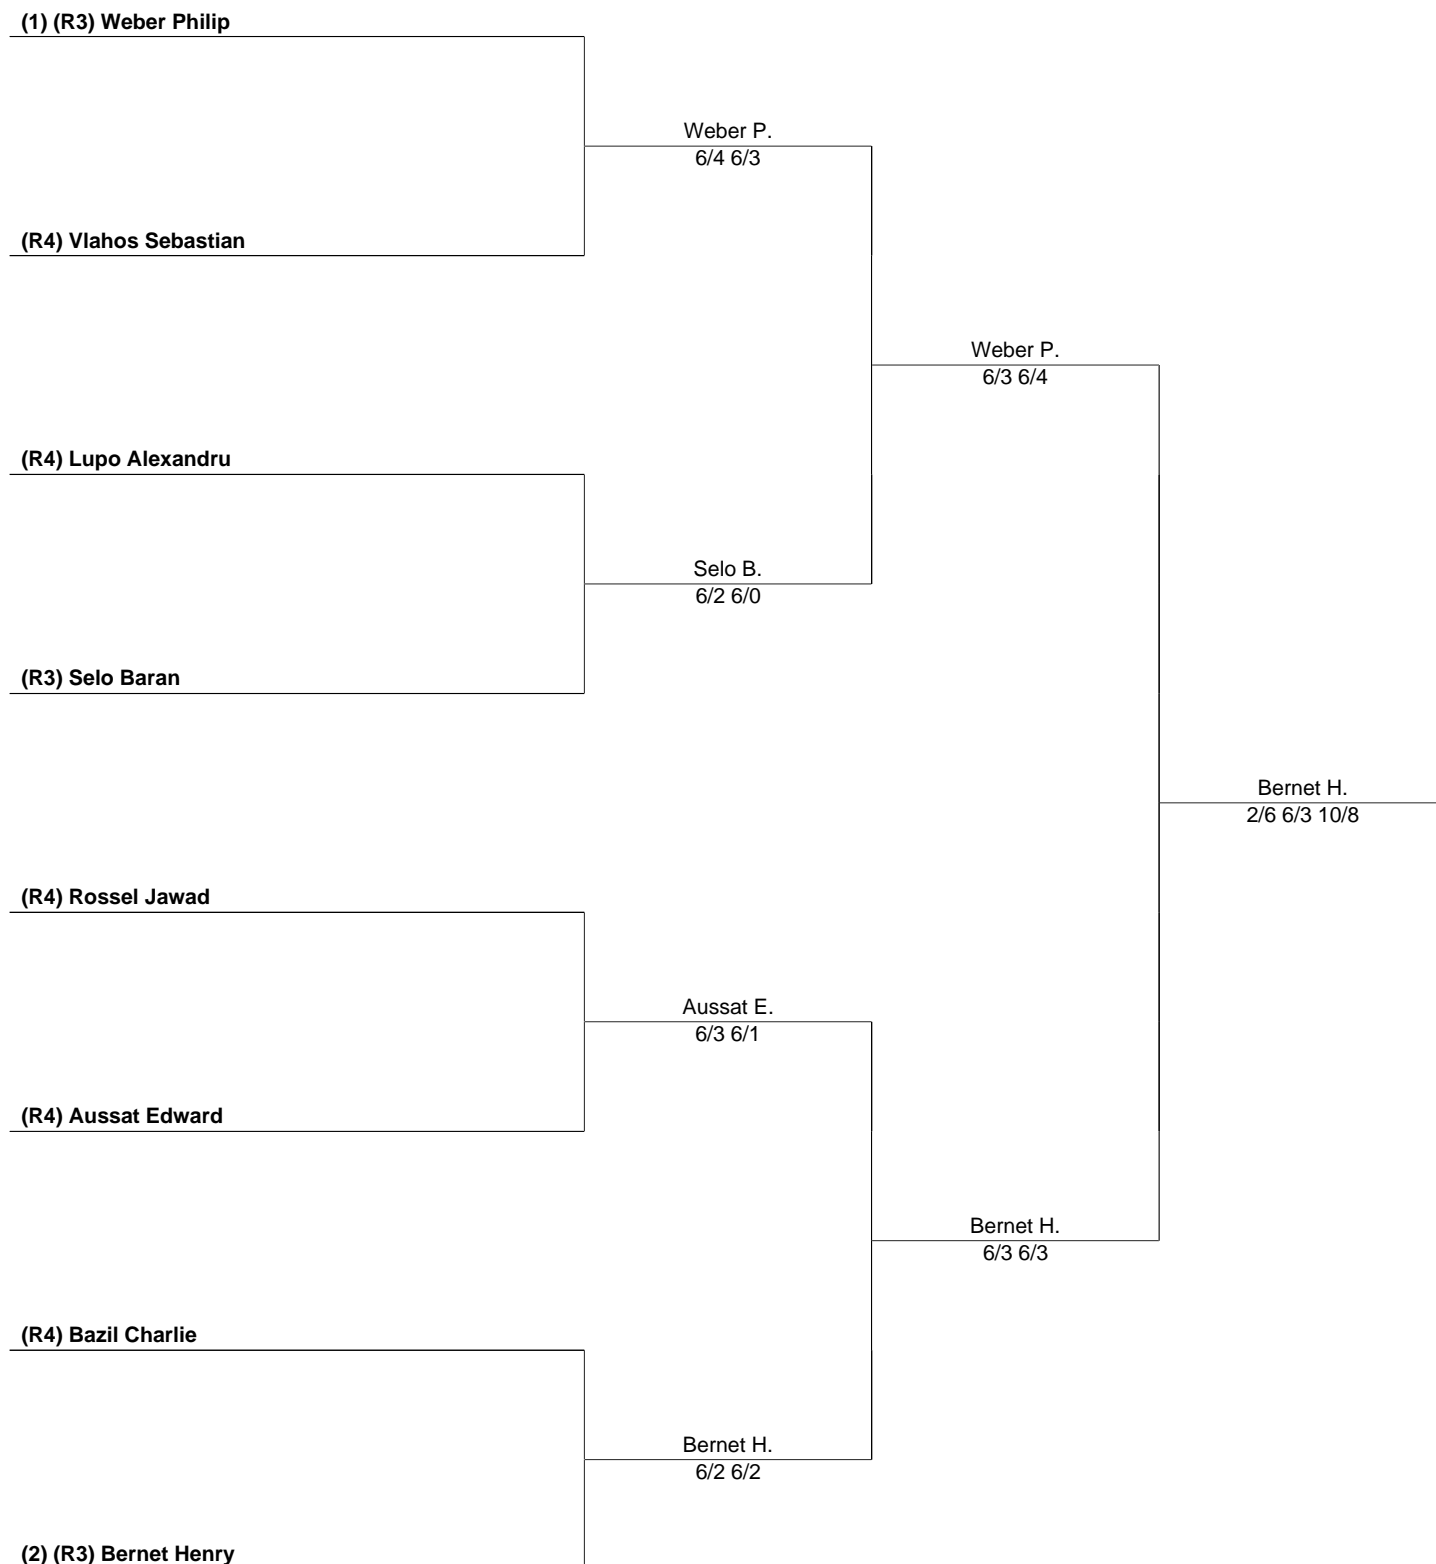 (1) (R3) Weber Philip
Weber P.
6/4 6/3
(R4) Vlahos Sebastian
Weber P.
6/3 6/4
(R4) Lupo Alexandru
Selo B.
6/2 6/0
(R3) Selo Baran
Bernet H.
2/6 6/3 10/8
(R4) Rossel Jawad
Aussat E.
6/3 6/1
(R4) Aussat Edward
Bernet H.
6/3 6/3
(R4) Bazil Charlie
Bernet H.
6/2 6/2
(2) (R3) Bernet Henry